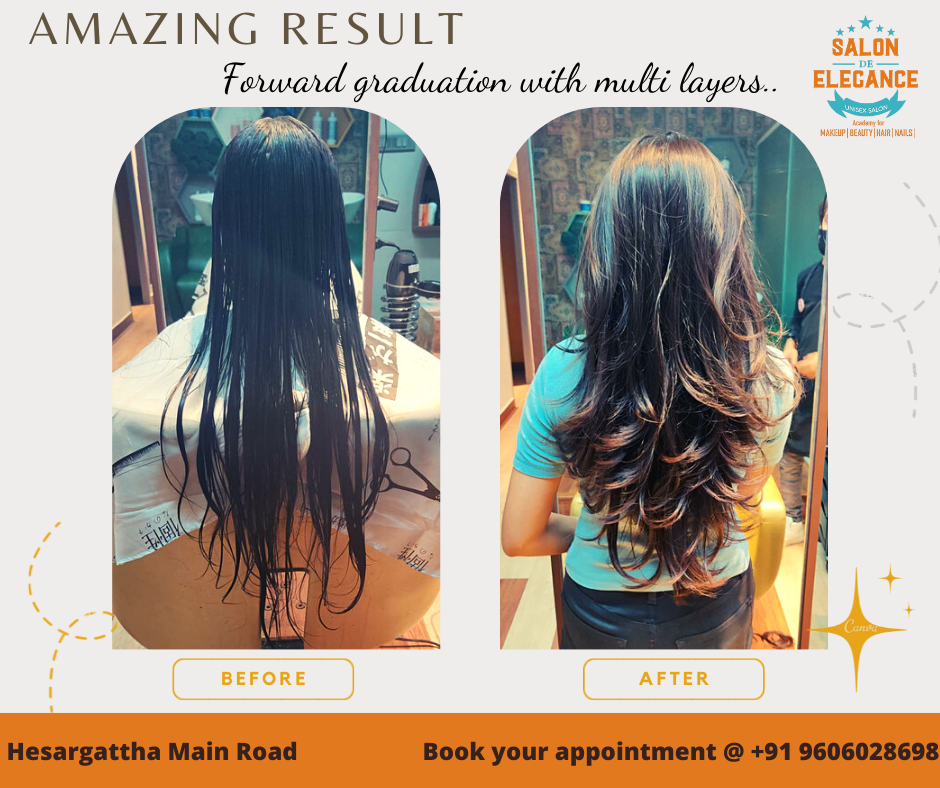 AMAZING RESULT
Forward graduation with multi layers..
SALON
DE
ELEGANCE
UNISEX SALON
Academy for
MAKEUP | BEAUTY | HAIR | NAILS |
BEFORE
AFTER
Canva
Hesargattha Main Road
Book your appointment @ +91 9606028698